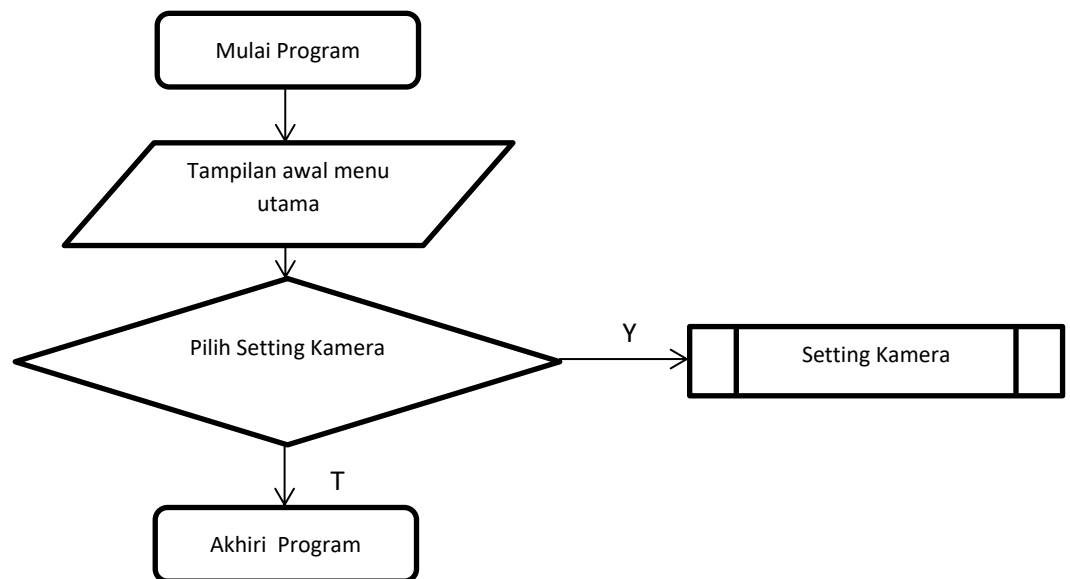 Mulai Program
Tampilan awal menu
utama
Pilih Setting Kamera
Y
Setting Kamera
T
Akhiri  Program